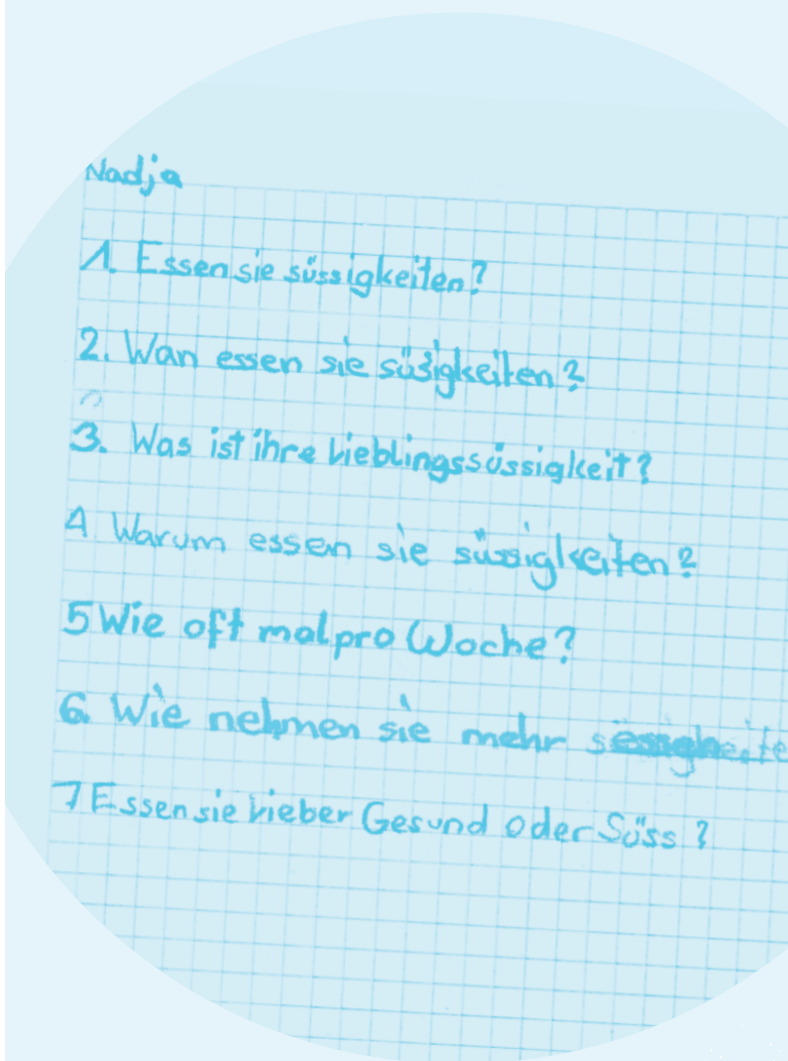 Nadja
1. Essen sie süssigkeiten?
2. Wan essen sie süsigkeiten?
3. Was ist ihre Lieblingssüssigkeit?
4 Warum essen sie süssigkeiten?
5 Wie oft mal pro Woche?
6. Wie nehmen sie mehr
7 Essen sie Lieber Gesund oder Süss?